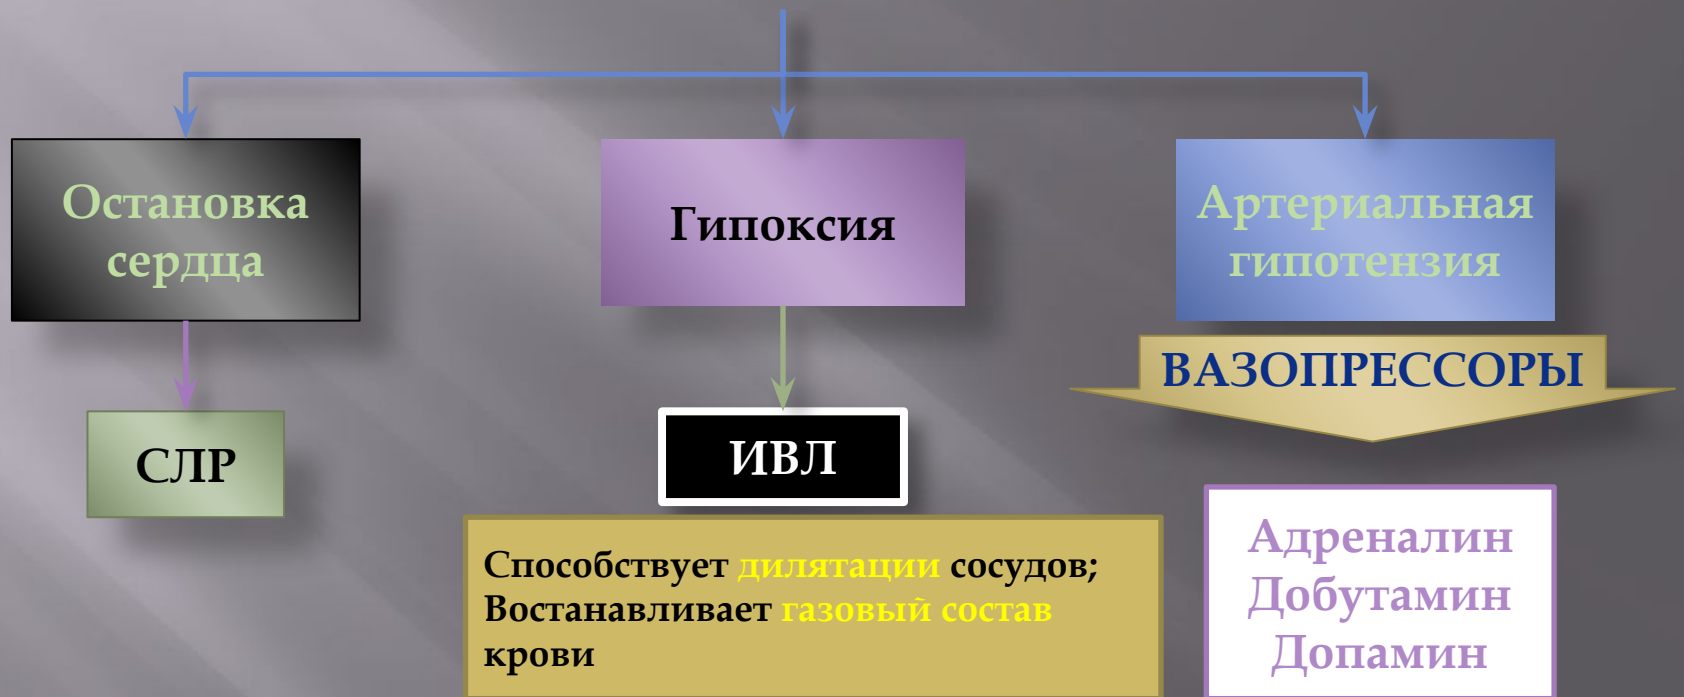 Остановка
сердца
Гипоксия
Артериальная
гипотензия
ВАЗОПРЕССОРЫ
СЛР
ИВЛ
Способствует дилятации сосудов;
Востанавливает газовый состав
крови
Адреналин
Добутамин
Допамин